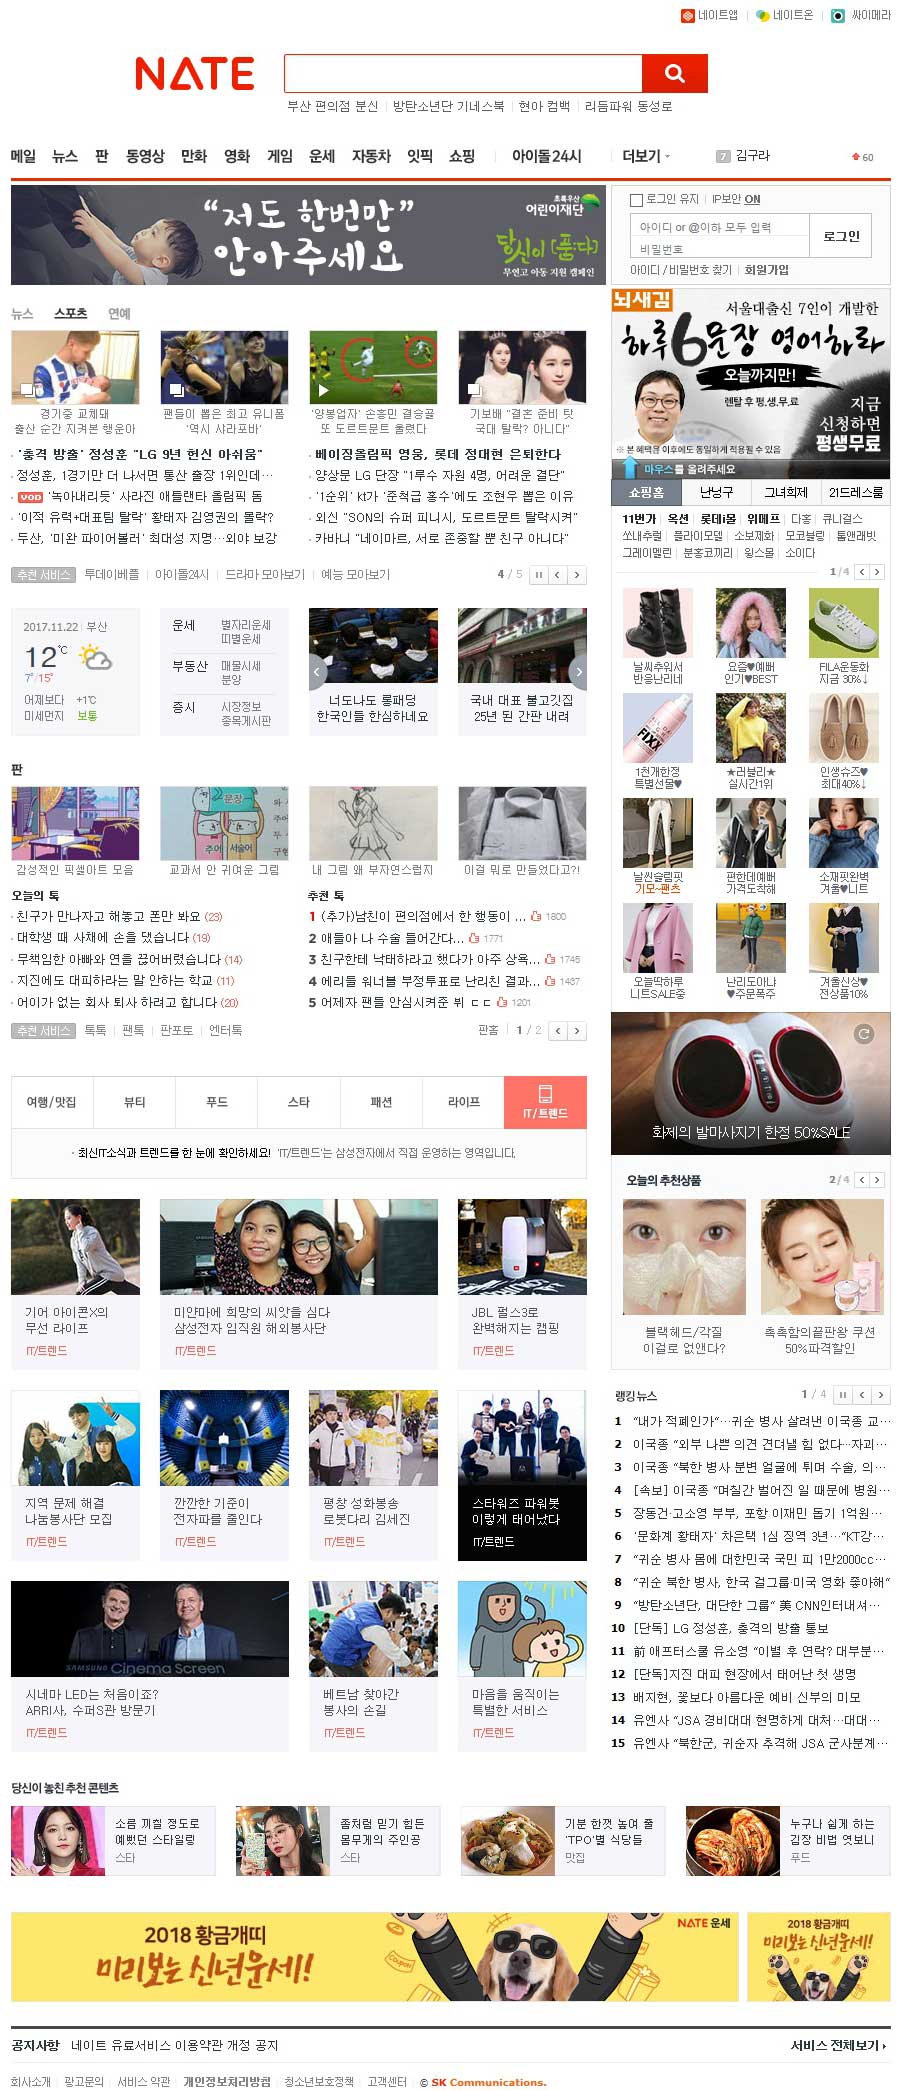 네이트앱 네이트온 싸이메라
NATE
부산 편의점 분신 방탄소년단 기네스북 현아 컴백 리듬파워 동성로
메일 뉴스 판 동영상 만화 영화 게임 운세 자동차 잇픽 쇼핑 아이돌24시 더보기 7 김구라 60
"저도 한번만"
안아주세요
초록우산
어린이재단
당신이 [품:다]
무연고 아동 지원 캠페인
로그인 유지 IP보안 ON
아이디 or @이하 모두 입력
비밀번호
로그인
아이디 / 비밀번호 찾기 회원가입
뉴스 스포츠 연예
경기중 교체돼
출산 순간 지켜본 행운아
팬들이 뽑은 최고 유니폼
'역시 샤라포바'
'양봉업자' 손흥민 결승골
또 도르트문트 울렸다
기보배 "결혼 준비 탓
국대 탈락? 아니다"
'충격 방출' 정성훈 "LG 9년 헌신 아쉬움"
정성훈, 1경기만 더 나서면 통산 출장 1위인데…
VOD '녹아내리듯' 사라진 애틀랜타 올림픽 돔
'이적 유력+대표팀 탈락' 황태자 김영권의 몰락?
두산, '미완 파이어볼러' 최대성 지명…외야 보강
베이징올림픽 영웅, 롯데 정대현 은퇴한다
양상문 LG 단장 "1루수 자원 4명, 어려운 결단"
'1순위' kt가 '준척급 홍수'에도 조현우 뽑은 이유
외신 "SON의 슈퍼 피니시, 도르트문트 탈락시켜"
카바니 "네이마르, 서로 존중할 뿐 친구 아니다"
추천 서비스 투데이베플 아이돌24시 드라마 모아보기 예능 모아보기 4 / 5
2017.11.22 부산
12℃
7°/15°
어제보다 +1℃
미세먼지 보통
운세 별자리운세
띠별운세
부동산 매물시세
분양
증시 시장정보
종목게시판
너도나도 롱패딩
한국인들 한심하네요
국내 대표 불고깃집
25년 된 간판 내려
뇌새김
서울대출신 7인이 개발한
하루 6문장 영어하라
오늘까지만!
렌탈 후 평.생.무.료
지금
신청하면
평생무료
※ 본 혜택은 이후에도 동일하게 적용될 수 있음
마우스를 올려주세요
쇼핑홈 난닝구 그녀희제 21드레스룸
11번가 옥션 롯데i몰 위메프 다홍 큐니걸스
쏘내추럴 플라이모델 소보제화 모코블링 톰앤래빗
그레이멜린 분홍코끼리 윙스몰 소이다
1/4
날씨추워서
반응난리네
요즘♥예뻐
인기♥BEST
FILA운동화
지금 30%↓
FIXX
1천개한정
특별선물♥
★러블리★
실시간1위
인생슈즈♥
최대40%↓
날씬슬림핏
기모~팬츠
편한데예뻐
가격도착해
소재핏완벽
겨울♥니트
오늘딱하루
니트SALE중
난리도아냐
♥주문폭주
겨울신상♥
전상품10%
판
감성적인 픽셀아트 모음
문장
주어 서술어
교과서 안 귀여운 그림
내 그림 왜 부자연스럽지
이걸 뭐로 만들었다고?!
오늘의 톡
친구가 만나자고 해놓고 폰만 봐요 (23)
대학생 때 사채에 손을 댔습니다 (19)
무책임한 아빠와 연을 끊어버렸습니다 (14)
지진에도 대피하라는 말 안하는 학교 (11)
어이가 없는 회사 퇴사 하려고 합니다 (20)
추천 톡
1 (추가)남친이 편의점에서 한 행동이 ... 1800
2 애들아 나 수술 들어간다... 1771
3 친구한테 낙태하라고 했다가 아주 상욕... 1745
4 에리들 워너블 부정투표로 난리친 결과... 1437
5 어제자 팬들 안심시켜준 뷔 ㄷㄷ 1201
추천 서비스 톡톡 팬톡 판포토 엔터톡 판홈 1 / 2
화제의 발마사지기 한정 50%SALE
여행/맛집 뷰티 푸드 스타 패션 라이프 IT/트렌드
· 최신IT소식과 트렌드를 한 눈에 확인하세요! 'IT/트렌드'는 삼성전자에서 직접 운영하는 영역입니다.
기어 아이콘X의
무선 라이프
IT/트렌드
미얀마에 희망의 씨앗을 심다
삼성전자 임직원 해외봉사단
IT/트렌드
JBL 펄스3로
완벽해지는 캠핑
IT/트렌드
오늘의 추천상품 2/4
블랙헤드/각질
이걸로 없앤다?
촉촉함의끝판왕 쿠션
50%파격할인
지역 문제 해결
나눔봉사단 모집
IT/트렌드
깐깐한 기준이
전자파를 줄인다
IT/트렌드
평창 성화봉송
로봇다리 김세진
IT/트렌드
스타워즈 파워봇
이렇게 태어났다
IT/트렌드
SAMSUNG Cinema Screen
시네마 LED는 처음이죠?
ARRI사, 수퍼S관 방문기
IT/트렌드
베트남 찾아간
봉사의 손길
IT/트렌드
마음을 움직이는
특별한 서비스
IT/트렌드
랭킹뉴스 1 / 4
1 "내가 적폐인가"…귀순 병사 살려낸 이국종 교…
2 이국종 "외부 나쁜 의견 견뎌낼 힘 없다…자괴…
3 이국종 "북한 병사 분변 얼굴에 튀며 수술, 의…
4 [속보] 이국종 "며칠간 벌어진 일 때문에 병원…
5 장동건·고소영 부부, 포항 이재민 돕기 1억원…
6 '문화계 황태자' 차은택 1심 징역 3년…"KT강…
7 "귀순 병사 몸에 대한민국 국민 피 1만2000cc…
8 "귀순 북한 병사, 한국 걸그룹·미국 영화 좋아해"
9 "방탄소년단, 대단한 그룹" 美 CNN인터내셔…
10 [단독] LG 정성훈, 충격의 방출 통보
11 前 애프터스쿨 유소영 "이별 후 연락? 대부분…
12 [단독]지진 대피 현장에서 태어난 첫 생명
13 배지현, 꽃보다 아름다운 예비 신부의 미모
14 유엔사 "JSA 경비대대 현명하게 대처…대대…
15 유엔사 "북한군, 귀순자 추격해 JSA 군사분계…
당신이 놓친 추천 콘텐츠
소름 끼칠 정도로
예뻤던 스타일링
스타
좀처럼 믿기 힘든
몸무게의 주인공
스타
기분 한껏 높여 줄
'TPO'별 식당들
맛집
누구나 쉽게 하는
김장 비법 엿보니
푸드
2018 황금개띠
미리보는 신년운세!
coupon
NATE 운세
2018 황금개띠
미리보는 신년운세!
공지사항 네이트 유료서비스 이용약관 개정 공지 서비스 전체보기
회사소개 광고문의 서비스 약관 개인정보처리방침 청소년보호정책 고객센터 © SK Communications.